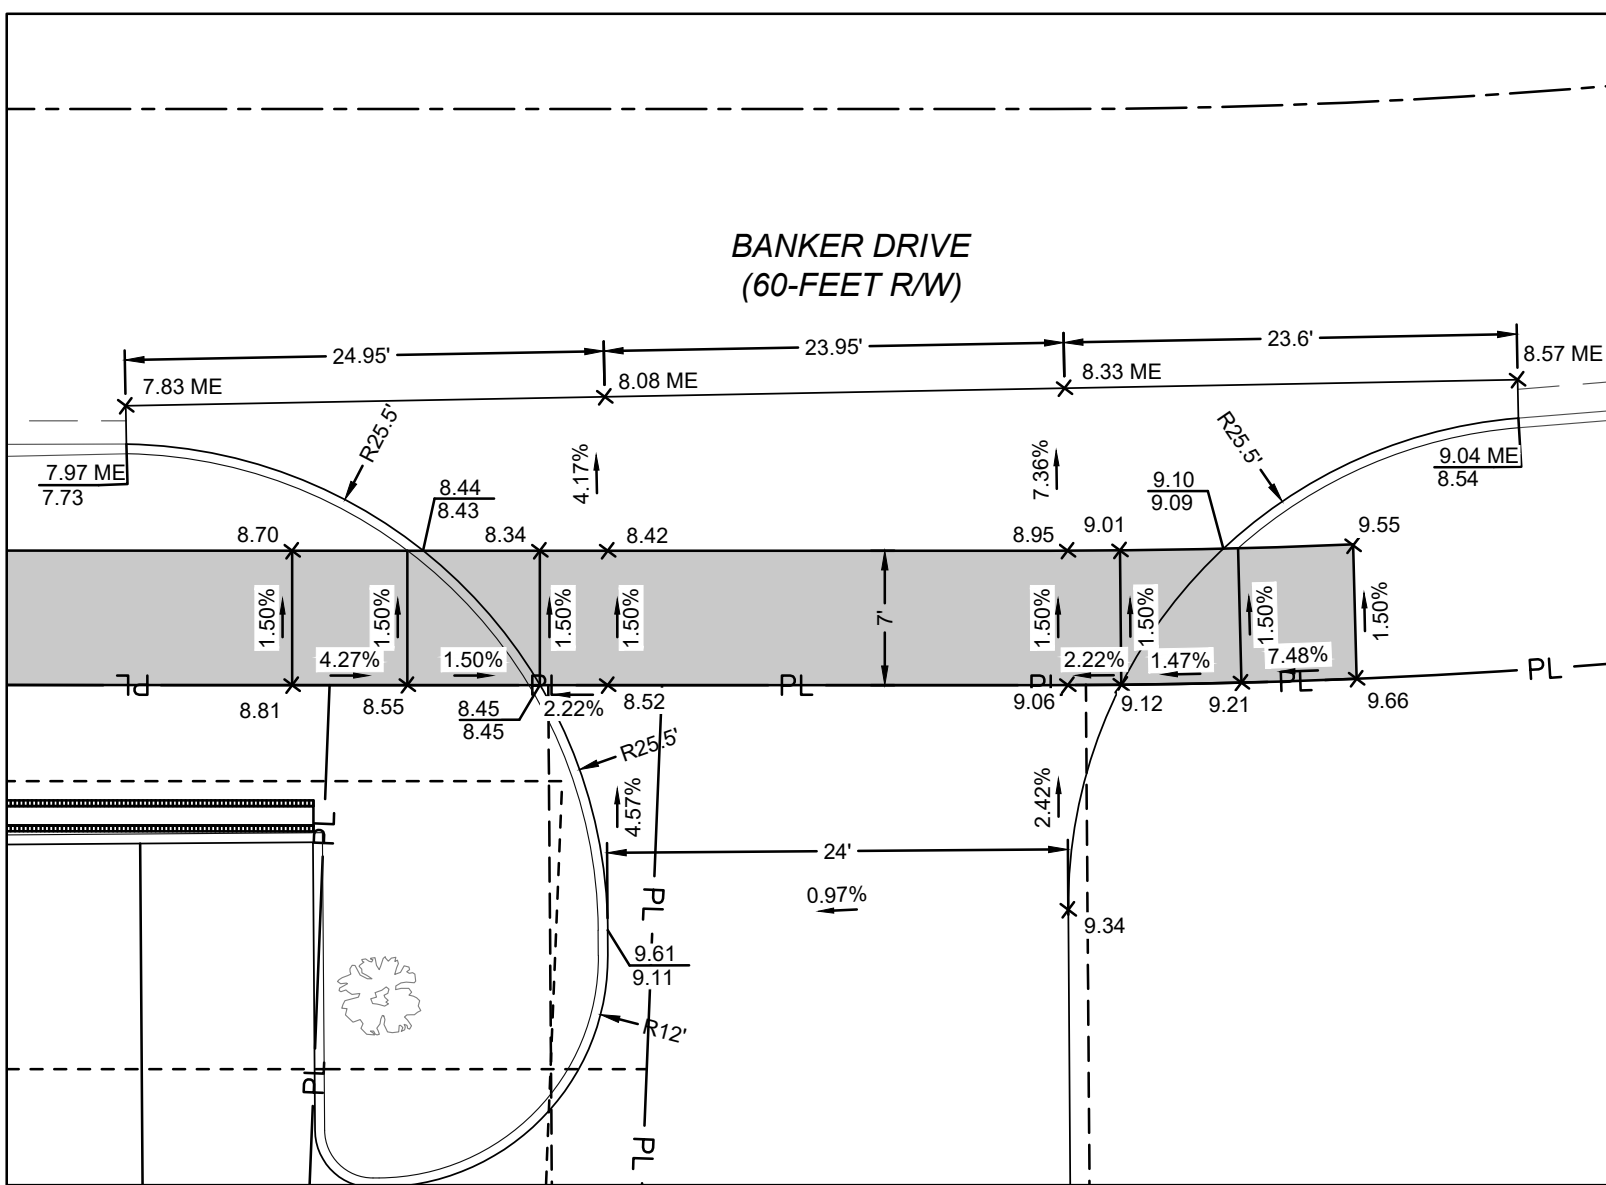 BANKER DRIVE
(60-FEET R/W)
24.95'
23.95'
23.6'
7.83 ME
8.08 ME
8.33 ME
8.57 ME
R25.5'
R25.5'
7.97 ME
7.73
4.17%
7.36%
9.04 ME
8.54
8.44
8.43
9.10
9.09
8.70
8.34
8.42
8.95
9.01
9.55
1.50%
1.50%
1.50%
1.50%
7'
1.50%
1.50%
1.50%
1.50%
4.27%
1.50%
2.22%
1.47%
7.48%
PL
PL
PL
PL
PL
PL
8.81
8.55
8.45
8.45
2.22%
8.52
9.06
9.12
9.21
9.66
R25.5'
4.57%
2.42%
PL
24'
PL
0.97%
9.34
9.61
9.11
R12'
PL
PL